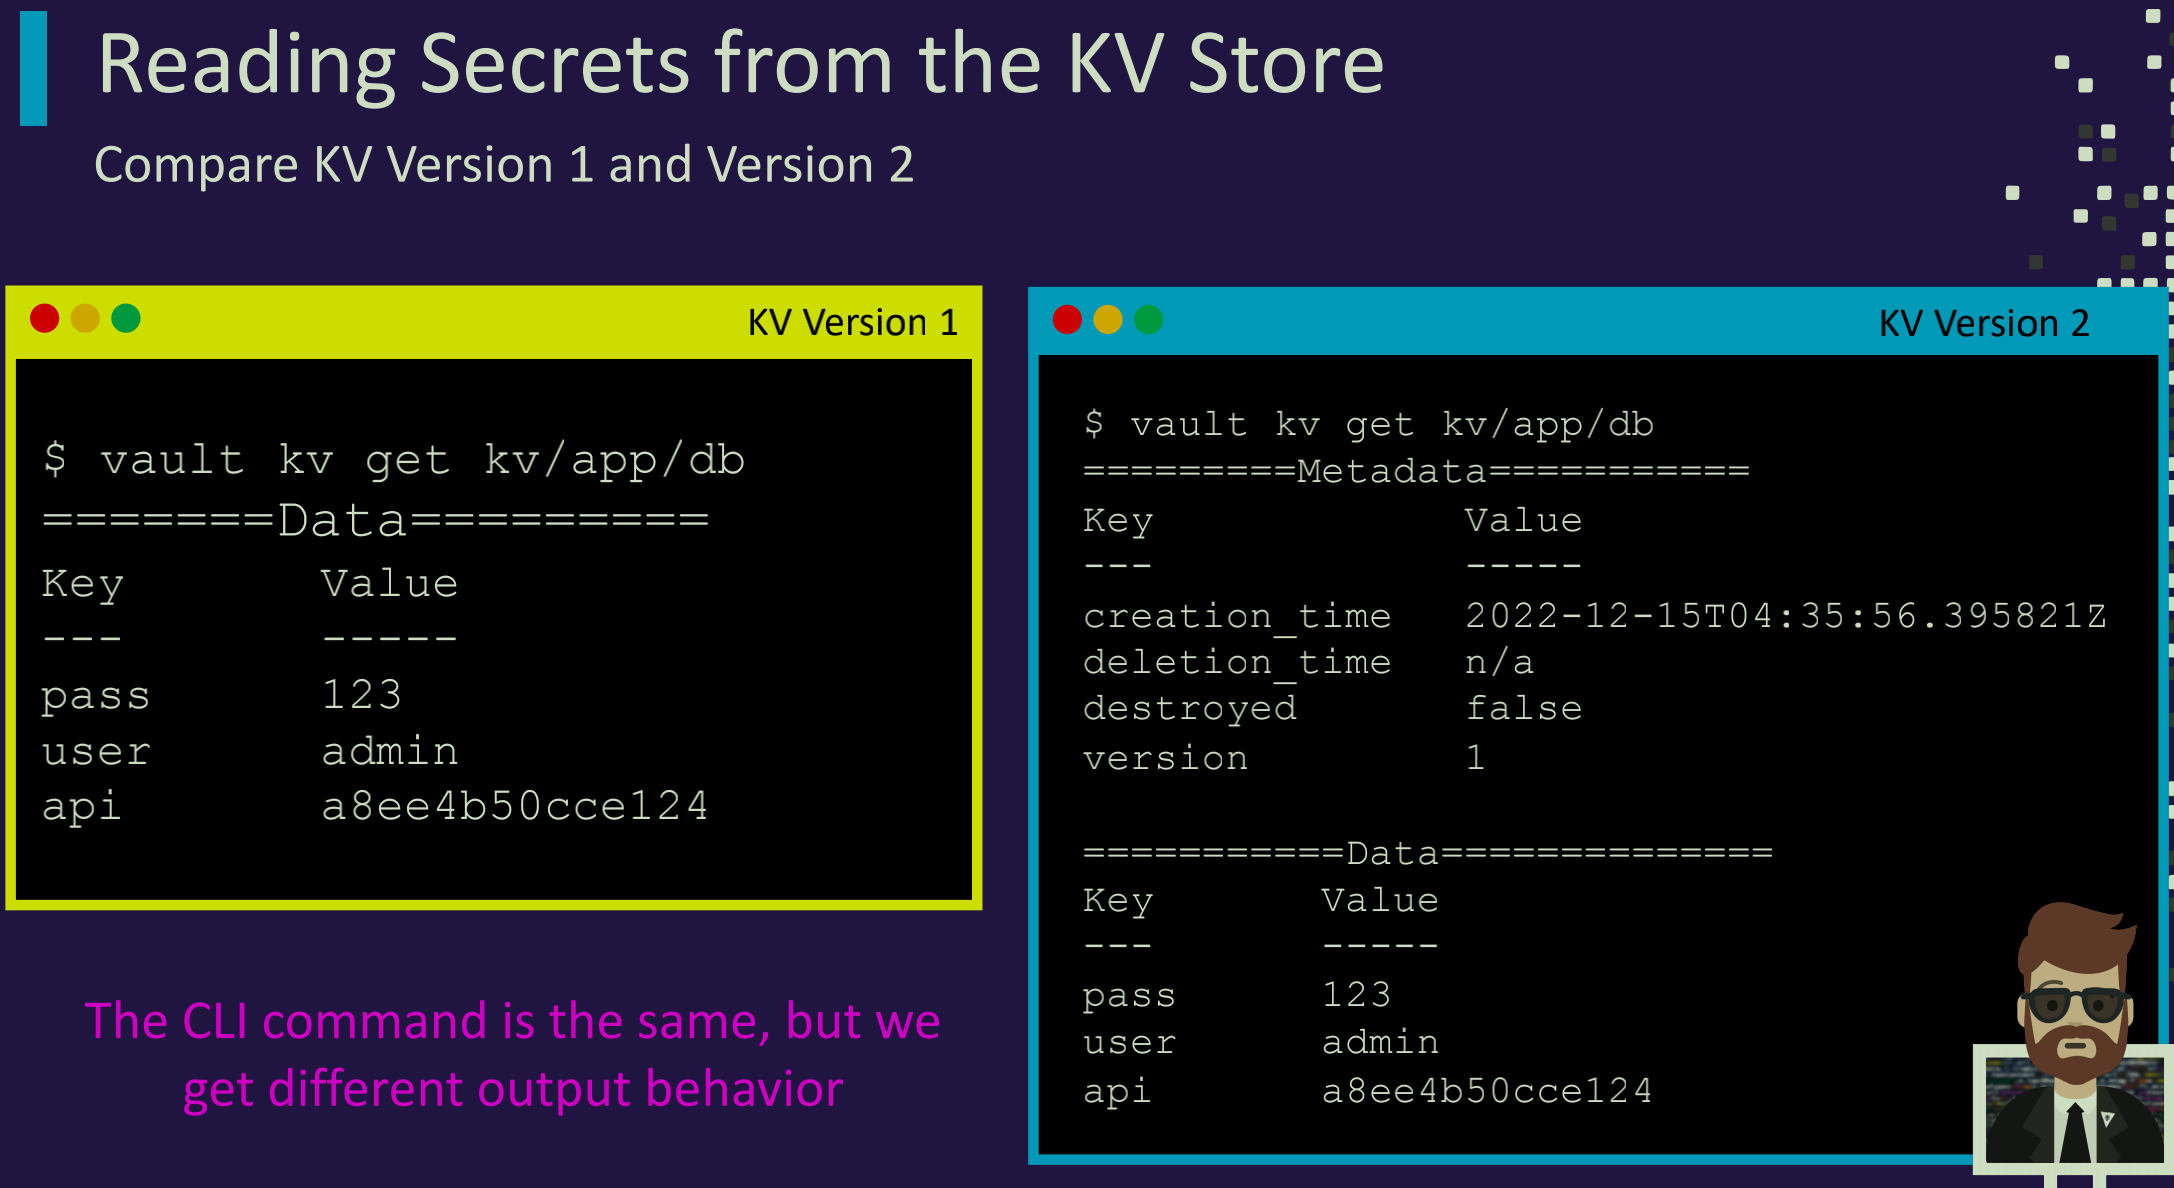 Reading Secrets from the KV Store
Compare KV Version 1 and Version 2
KV Version 1
$ vault kv get kv/app/db
=======Data=========
Key Value
--- -----
pass 123
user admin
api a8ee4b50cce124
The CLI command is the same, but we
get different output behavior
KV Version 2
$ vault kv get kv/app/db
=========Metadata===========
Key Value
--- -----
creation_time 2022-12-15T04:35:56.395821Z
deletion_time n/a
destroyed false
version 1
===========Data==============
Key Value
--- -----
pass 123
user admin
api a8ee4b50cce124